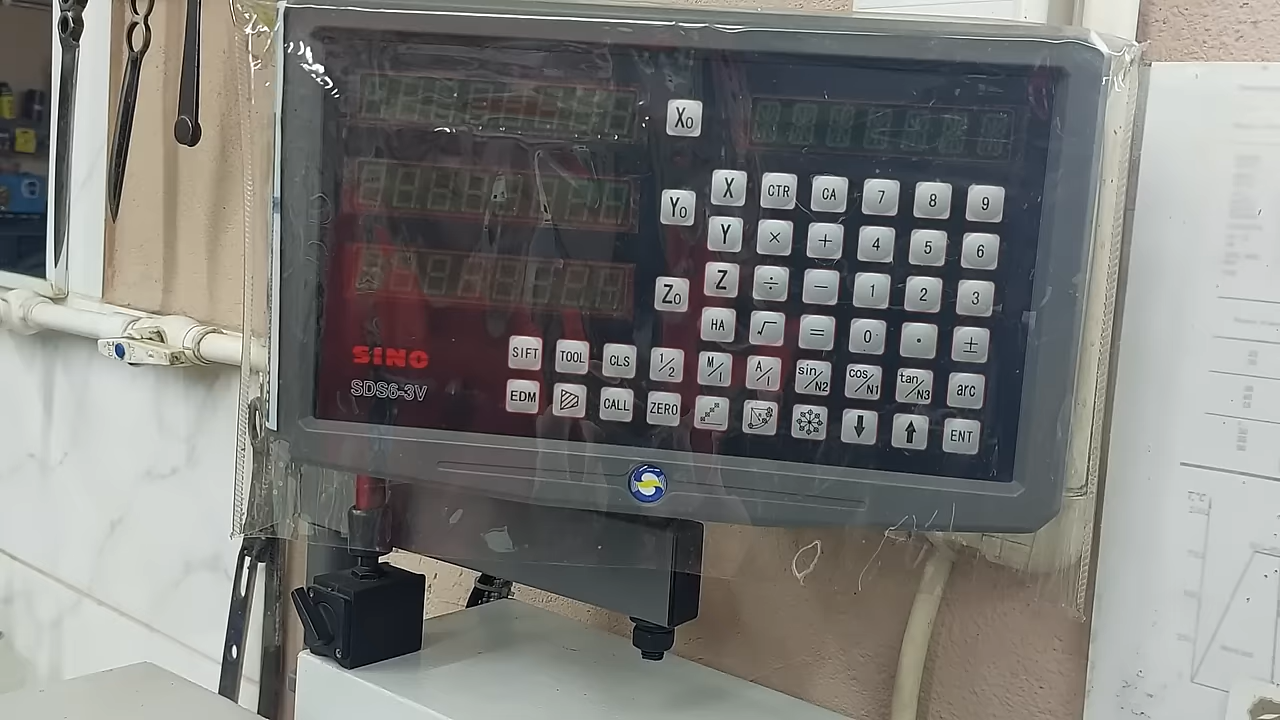 X0
X CTR CA 7 8 9
Y0
Y × + 4 5 6
Z0
Z ÷ − 1 2 3
HA √ = 0 • ±
SINO
SDS6-3V
SIFT TOOL CLS 1/2 M/I A/I sin/N2 cos/N1 tan/N3 arc
EDM CALL ZERO ⬇ ⬆ ENT